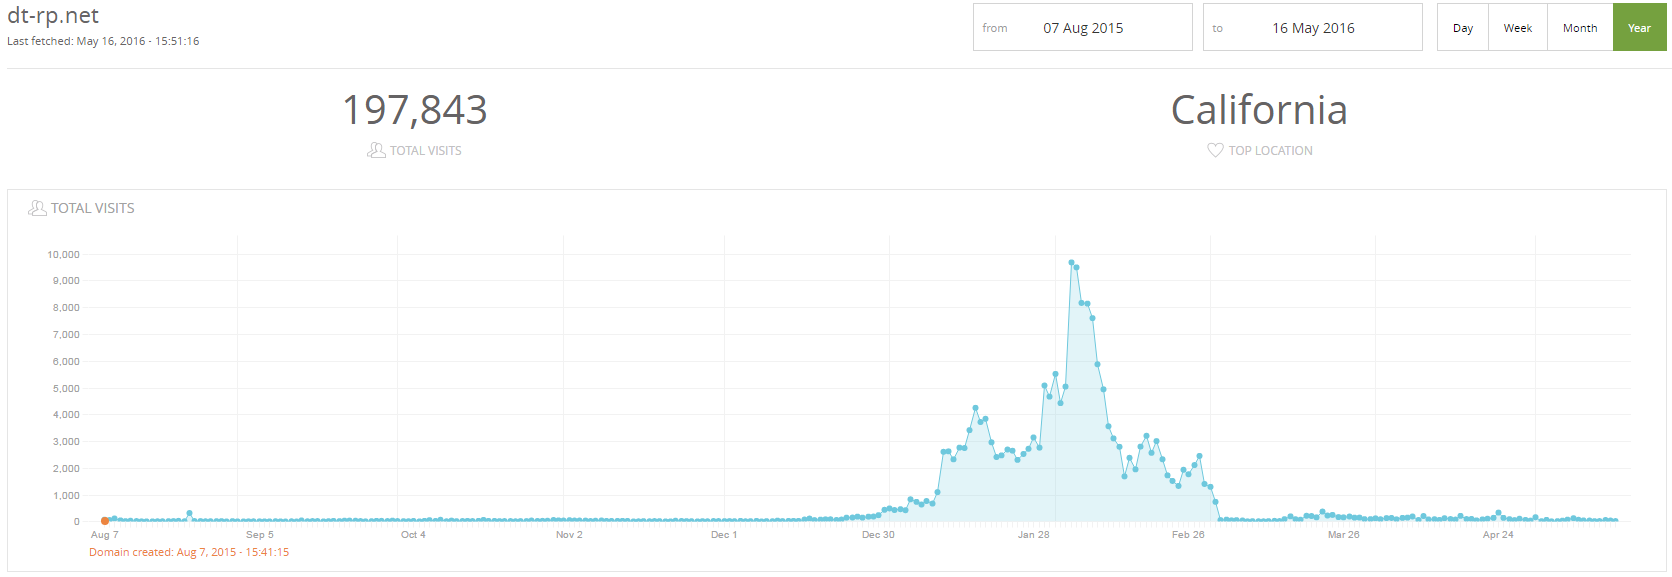 dt-rp.net
Last fetched: May 16, 2016 - 15:51:16
from 07 Aug 2015 to 16 May 2016 Day Week Month Year
197,843 California
TOTAL VISITS TOP LOCATION
TOTAL VISITS
10,000
9,000
8,000
7,000
6,000
5,000
4,000
3,000
2,000
1,000
0
Aug 7 Sep 5 Oct 4 Nov 2 Dec 1 Dec 30 Jan 28 Feb 26 Mar 26 Apr 24
Domain created: Aug 7, 2015 - 15:41:15